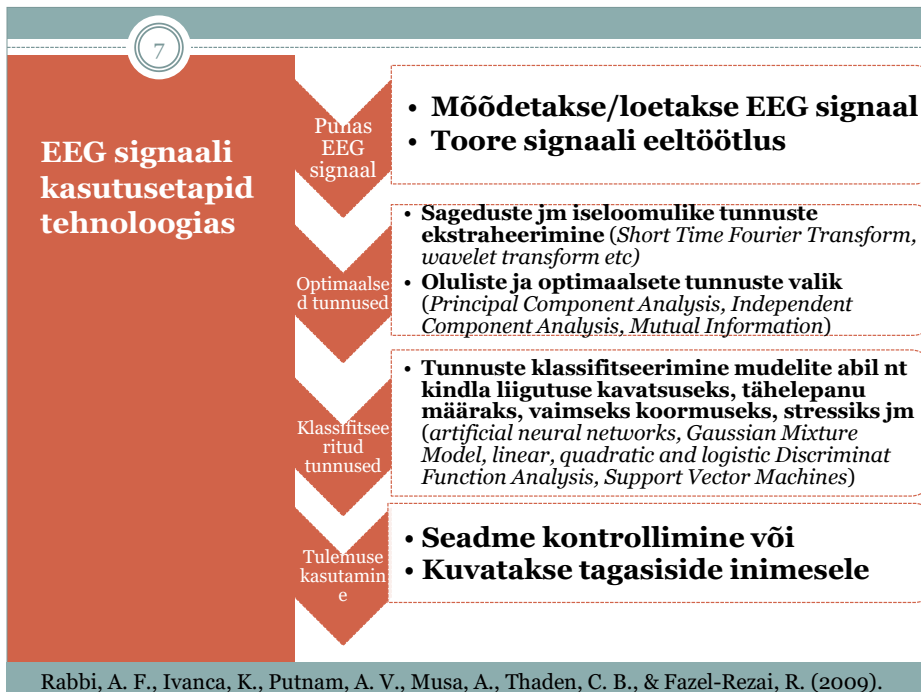 7
EEG signaali
kasutusetapid
tehnoloogias
Puhas
EEG
signaal
• Mõõdetakse/loetakse EEG signaal
• Toore signaali eeltöötlus
Optimaalse
d tunnused
• Sageduste jm iseloomulike tunnuste
ekstraheerimine (Short Time Fourier Transform,
wavelet transform etc)
• Oluliste ja optimaalsete tunnuste valik
(Principal Component Analysis, Independent
Component Analysis, Mutual Information)
Klassifitsee
ritud
tunnused
• Tunnuste klassifitseerimine mudelite abil nt
kindla liigutuse kavatsuseks, tähelepanu
määraks, vaimseks koormuseks, stressiks jm
(artificial neural networks, Gaussian Mixture
Model, linear, quadratic and logistic Discriminat
Function Analysis, Support Vector Machines)
Tulemuse
kasutamin
e
• Seadme kontrollimine või
• Kuvatakse tagasiside inimesele
Rabbi, A. F., Ivanca, K., Putnam, A. V., Musa, A., Thaden, C. B., & Fazel-Rezai, R. (2009).